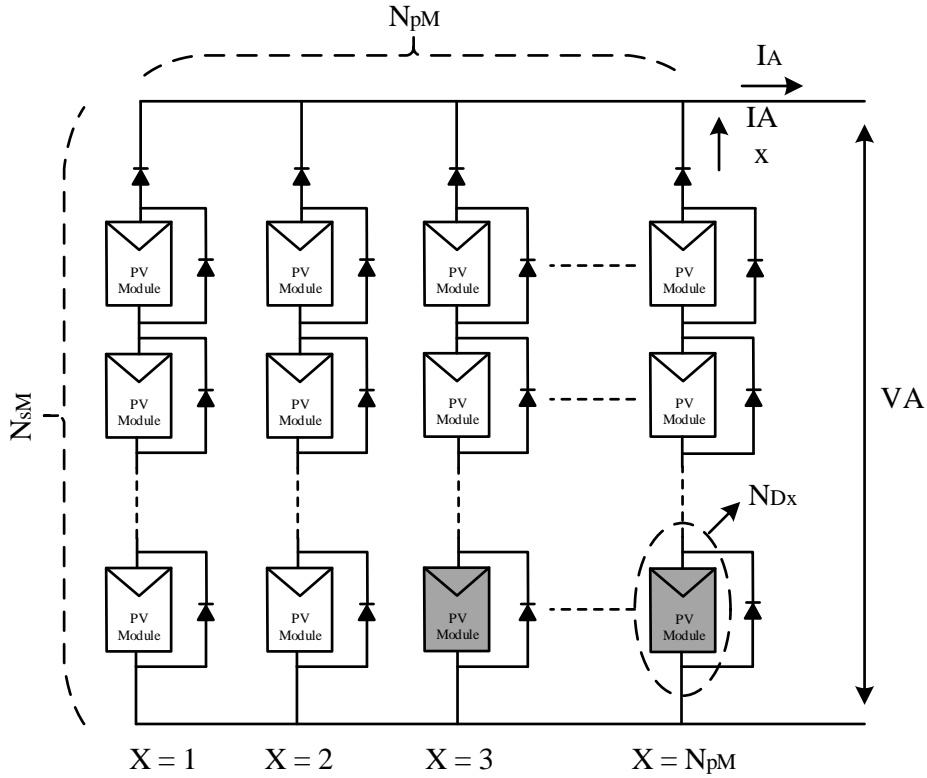 NpM
IA
IA
x
PV
Module
PV
Module
PV
Module
PV
Module
NsM
PV
Module
PV
Module
PV
Module
PV
Module
VA
NDx
PV
Module
PV
Module
PV
Module
PV
Module
X = 1
X = 2
X = 3
X = NpM